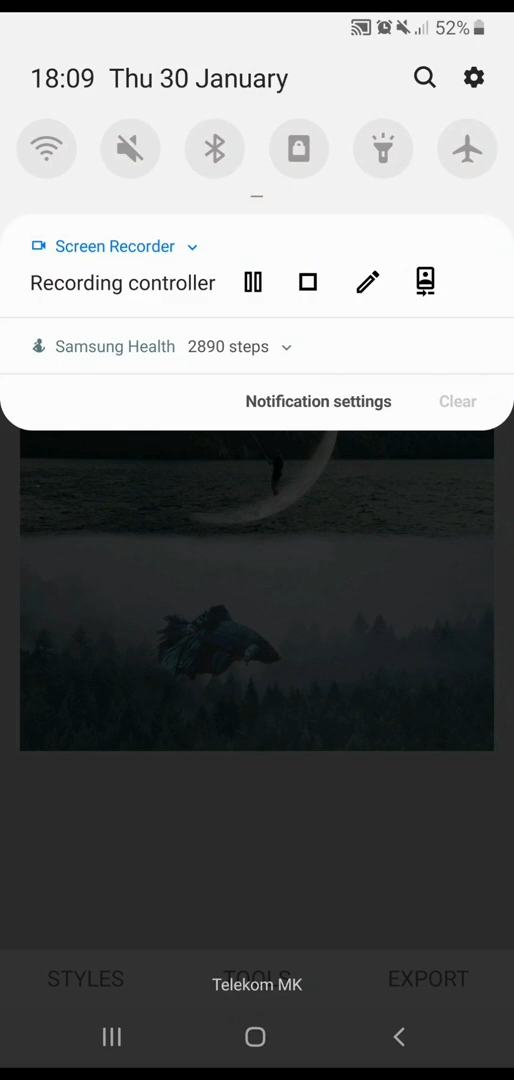 52%
18:09 Thu 30 January
Screen Recorder
Recording controller
Samsung Health 2890 steps
Notification settings Clear
STYLES TOOLS EXPORT
Telekom MK